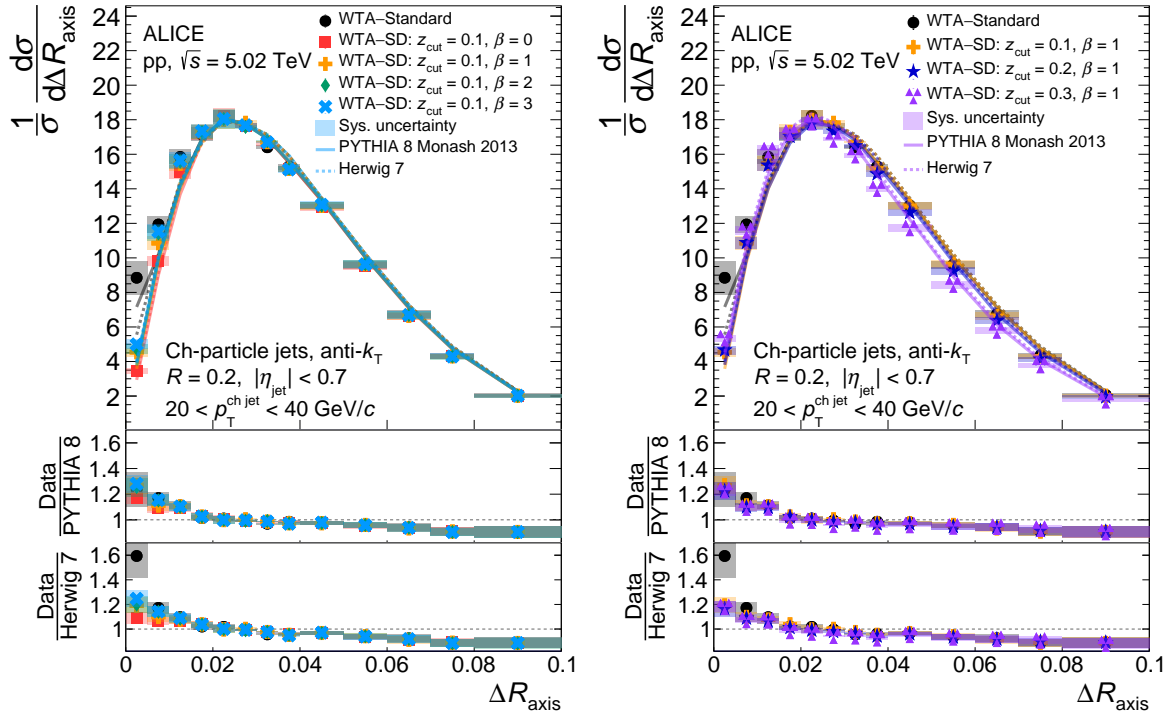 24
22
20
18
16
14
12
10
8
6
4
2
1/σ dσ/dΔR_axis
ALICE
pp, √s = 5.02 TeV
WTA–Standard
WTA–SD: z_cut = 0.1, β = 0
WTA–SD: z_cut = 0.1, β = 1
WTA–SD: z_cut = 0.1, β = 2
WTA–SD: z_cut = 0.1, β = 3
Sys. uncertainty
PYTHIA 8 Monash 2013
Herwig 7
Ch-particle jets, anti-k_T
R = 0.2, |η_jet| < 0.7
20 < p_T^ch jet < 40 GeV/c
Data
PYTHIA 8
1.6
1.4
1.2
1
Data
Herwig 7
1.6
1.4
1.2
1
0 0.02 0.04 0.06 0.08 0.1
ΔR_axis
24
22
20
18
16
14
12
10
8
6
4
2
1/σ dσ/dΔR_axis
ALICE
pp, √s = 5.02 TeV
WTA–Standard
WTA–SD: z_cut = 0.1, β = 1
WTA–SD: z_cut = 0.2, β = 1
WTA–SD: z_cut = 0.3, β = 1
Sys. uncertainty
PYTHIA 8 Monash 2013
Herwig 7
Ch-particle jets, anti-k_T
R = 0.2, |η_jet| < 0.7
20 < p_T^ch jet < 40 GeV/c
Data
PYTHIA 8
1.6
1.4
1.2
1
Data
Herwig 7
1.6
1.4
1.2
1
0 0.02 0.04 0.06 0.08 0.1
ΔR_axis